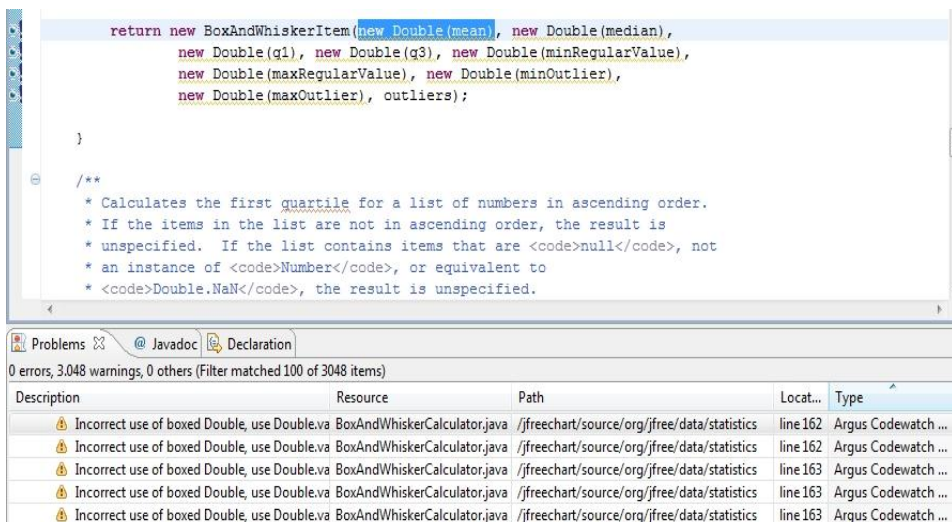 return new BoxAndWhiskerItem(new Double(mean), new Double(median),
new Double(q1), new Double(q3), new Double(minRegularValue),
new Double(maxRegularValue), new Double(minOutlier),
new Double(maxOutlier), outliers);
}
/**
* Calculates the first quartile for a list of numbers in ascending order.
* If the items in the list are not in ascending order, the result is
* unspecified.  If the list contains items that are <code>null</code>, not
* an instance of <code>Number</code>, or equivalent to
* <code>Double.NaN</code>, the result is unspecified.
Problems @ Javadoc Declaration
0 errors, 3.048 warnings, 0 others (Filter matched 100 of 3048 items)
Description Resource Path Locat... Type
Incorrect use of boxed Double, use Double.va BoxAndWhiskerCalculator.java /jfreechart/source/org/jfree/data/statistics line 162 Argus Codewatch ...
Incorrect use of boxed Double, use Double.va BoxAndWhiskerCalculator.java /jfreechart/source/org/jfree/data/statistics line 162 Argus Codewatch ...
Incorrect use of boxed Double, use Double.va BoxAndWhiskerCalculator.java /jfreechart/source/org/jfree/data/statistics line 163 Argus Codewatch ...
Incorrect use of boxed Double, use Double.va BoxAndWhiskerCalculator.java /jfreechart/source/org/jfree/data/statistics line 163 Argus Codewatch ...
Incorrect use of boxed Double, use Double.va BoxAndWhiskerCalculator.java /jfreechart/source/org/jfree/data/statistics line 163 Argus Codewatch ...